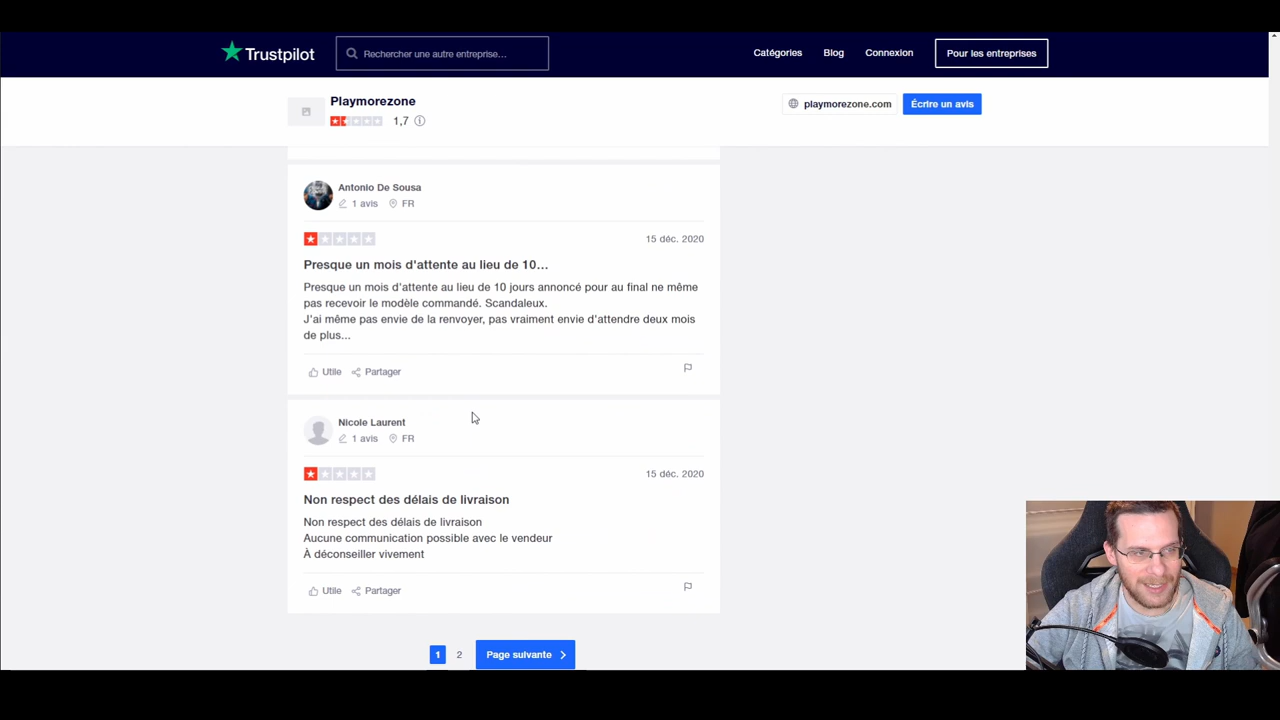 Trustpilot
Rechercher une autre entreprise…
Catégories
Blog
Connexion
Pour les entreprises
Playmorezone
1,7
playmorezone.com
Écrire un avis
Antonio De Sousa
1 avis FR
15 déc. 2020
Presque un mois d'attente au lieu de 10…
Presque un mois d'attente au lieu de 10 jours annoncé pour au final ne même
pas recevoir le modèle commandé. Scandaleux.
J'ai même pas envie de la renvoyer, pas vraiment envie d'attendre deux mois
de plus...
Utile Partager
Nicole Laurent
1 avis FR
15 déc. 2020
Non respect des délais de livraison
Non respect des délais de livraison
Aucune communication possible avec le vendeur
À déconseiller vivement
Utile Partager
1 2 Page suivante